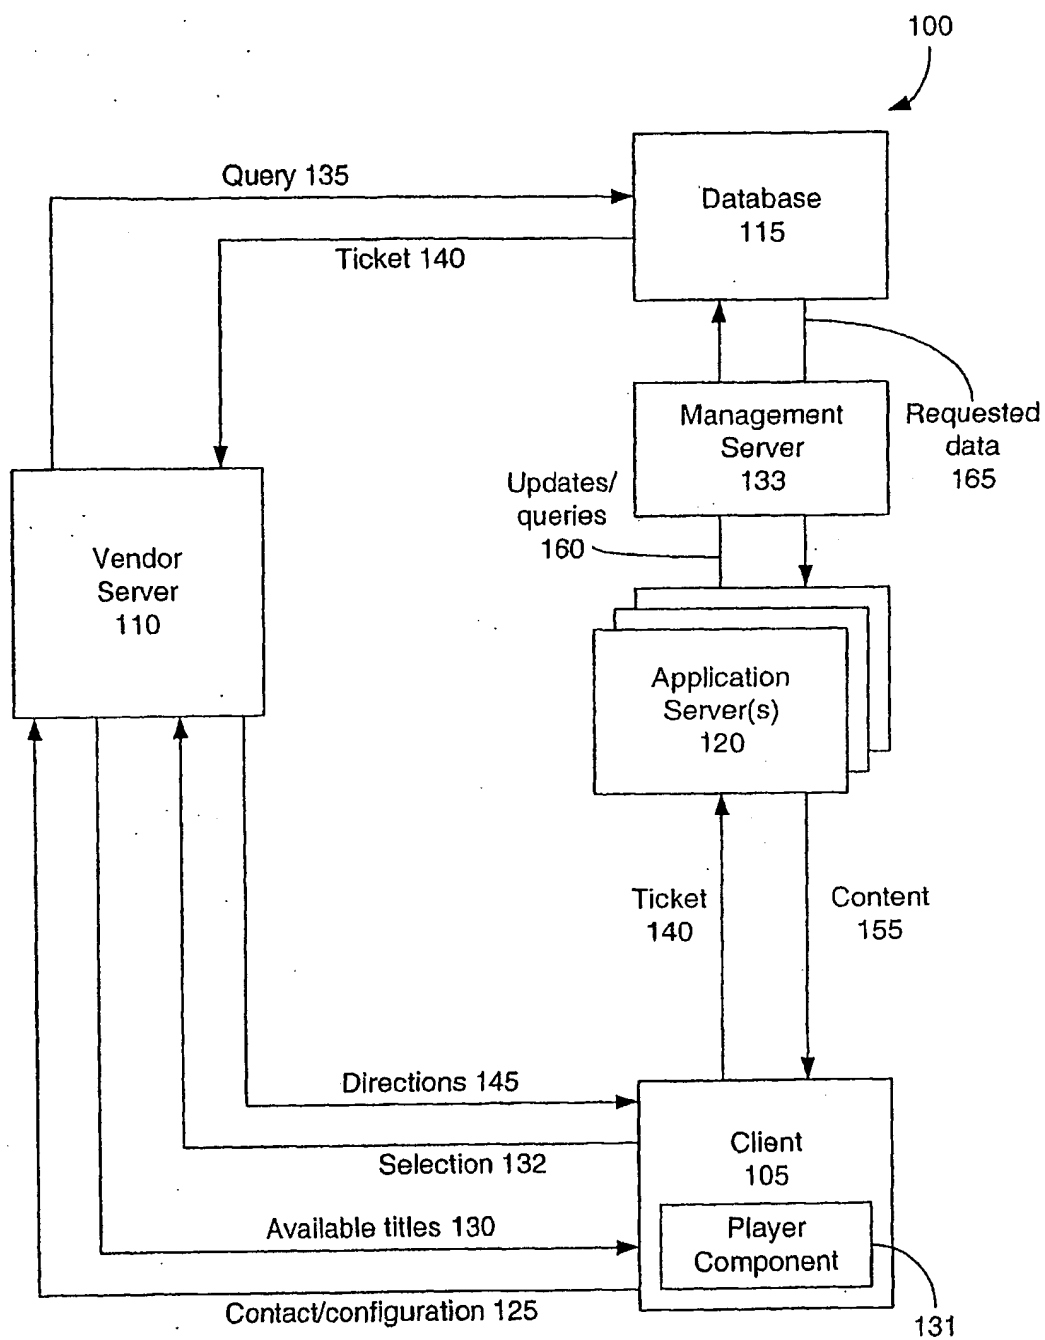 100
Query 135
Database
115
Ticket 140
Management
Server
133
Requested
data
165
Updates/
queries
160
Vendor
Server
110
Application
Server(s)
120
Ticket
140
Content
155
Directions 145
Client
105
Selection 132
Available titles 130
Player
Component
Contact/configuration 125
131